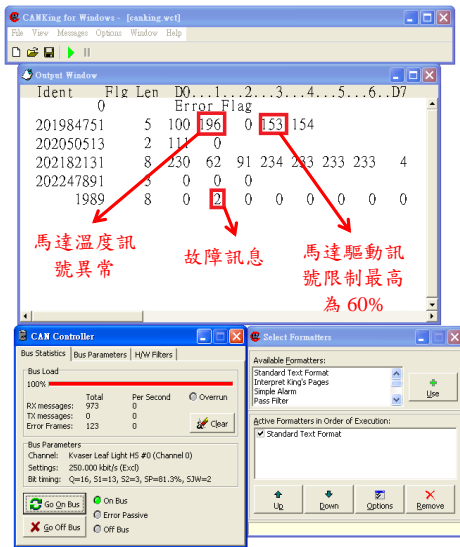 CANKing for Windows - [canking.wct]
File View Messages Options Window Help
Output Window
Ident Flg Len D0...1...2...3...4...5...6..D7
0 Error Flag
201984751 5 100 196 0 153 154
202050513 2 111 0
202182131 8 230 62 91 234 233 233 233 4
202247891 3 0 0 0
1989 8 0 2 0 0 0 0 0 0
馬達溫度訊
號異常
故障訊息
馬達驅動訊
號限制最高
為 60%
CAN Controller
Bus Statistics Bus Parameters H/W Filters
Bus Load
100%
Total Per Second Overrun
RX messages: 973 0
TX messages: 0 0
Error Frames: 123 0
Clear
Bus Parameters
Channel: Kvaser Leaf Light HS #0 (Channel 0)
Settings: 250.000 kbit/s (Excl)
Bit timing: Q=16, S1=13, S2=3, SP=81.3%, SJW=2
Go On Bus
On Bus
Error Passive
Go Off Bus
Off Bus
Select Formatters
Available Formatters:
Standard Text Format
Interpret King's Pages
Simple Alarm
Pass Filter
Use
Active Formatters in Order of Execution:
Standard Text Format
Up Down Options Remove